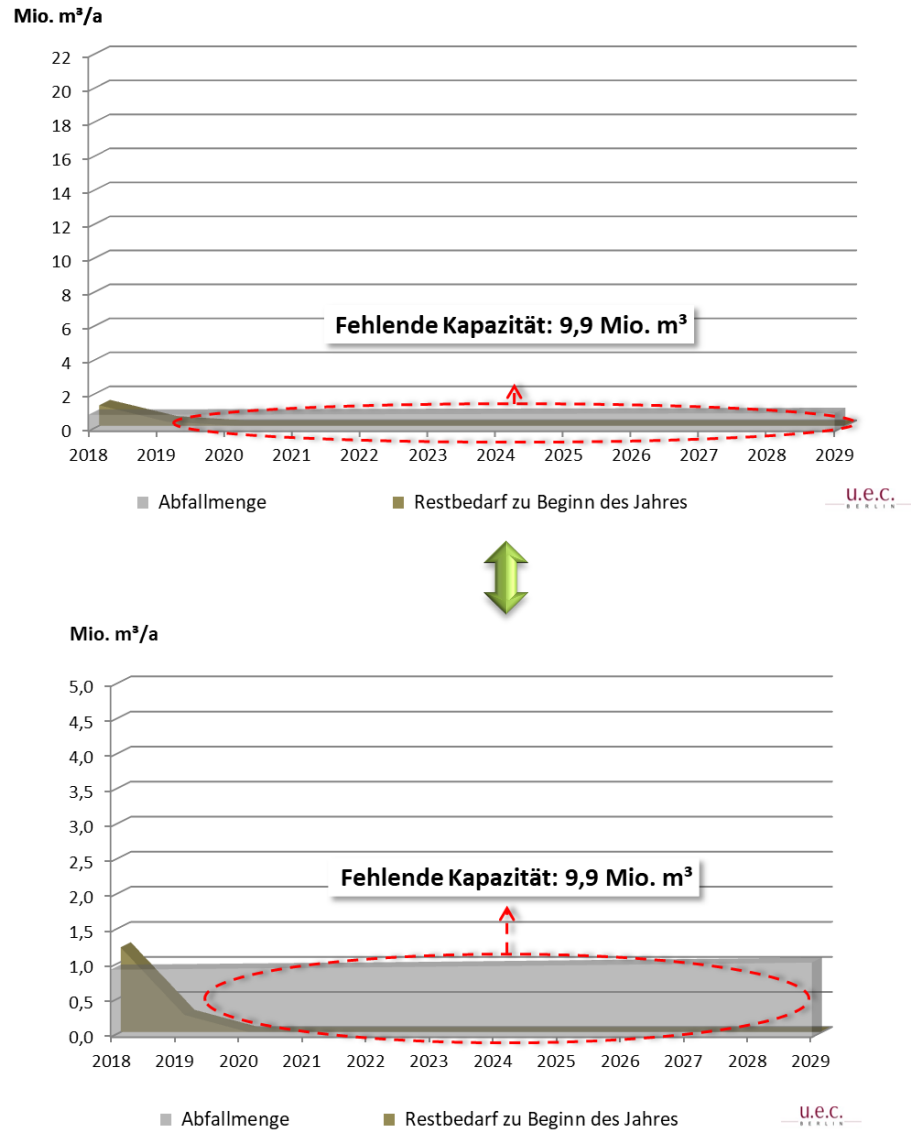 Mio. m³/a
22
20
18
16
14
12
10
8
6
4
2
0
Fehlende Kapazität: 9,9 Mio. m³
2018 2019 2020 2021 2022 2023 2024 2025 2026 2027 2028 2029
Abfallmenge Restbedarf zu Beginn des Jahres
u.e.c.
BERLIN
Mio. m³/a
5,0
4,5
4,0
3,5
3,0
2,5
2,0
1,5
1,0
0,5
0,0
Fehlende Kapazität: 9,9 Mio. m³
2018 2019 2020 2021 2022 2023 2024 2025 2026 2027 2028 2029
Abfallmenge Restbedarf zu Beginn des Jahres
u.e.c.
BERLIN